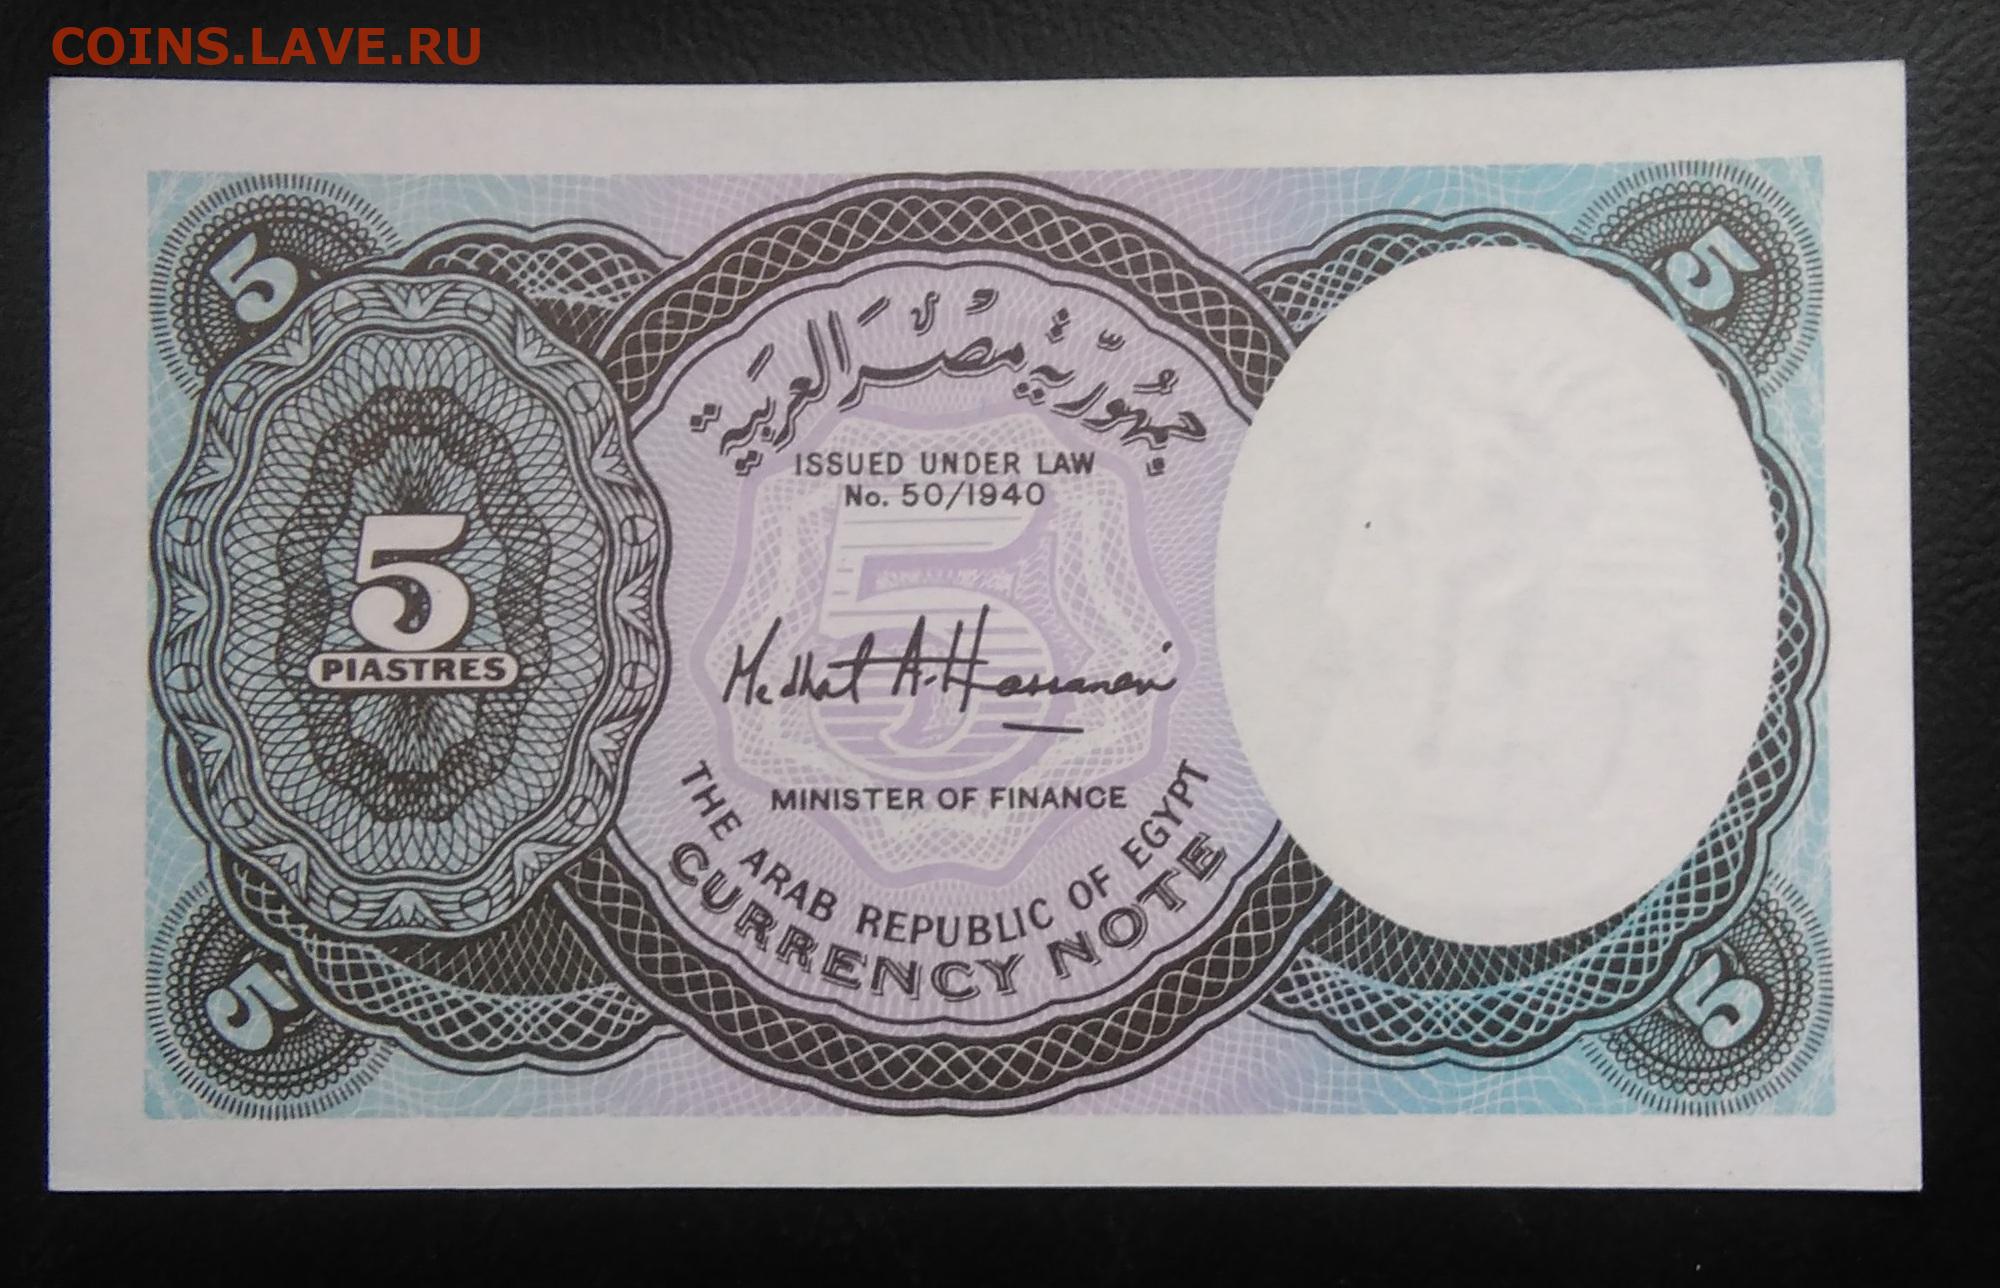 COINS.LAVE.RU
5
5
جمهورية مصر العربية
ISSUED UNDER LAW
No. 50/1940
5
PIASTRES
5
Medhat A. Hassanein
MINISTER OF FINANCE
THE ARAB REPUBLIC OF EGYPT
CURRENCY NOTE
5
5